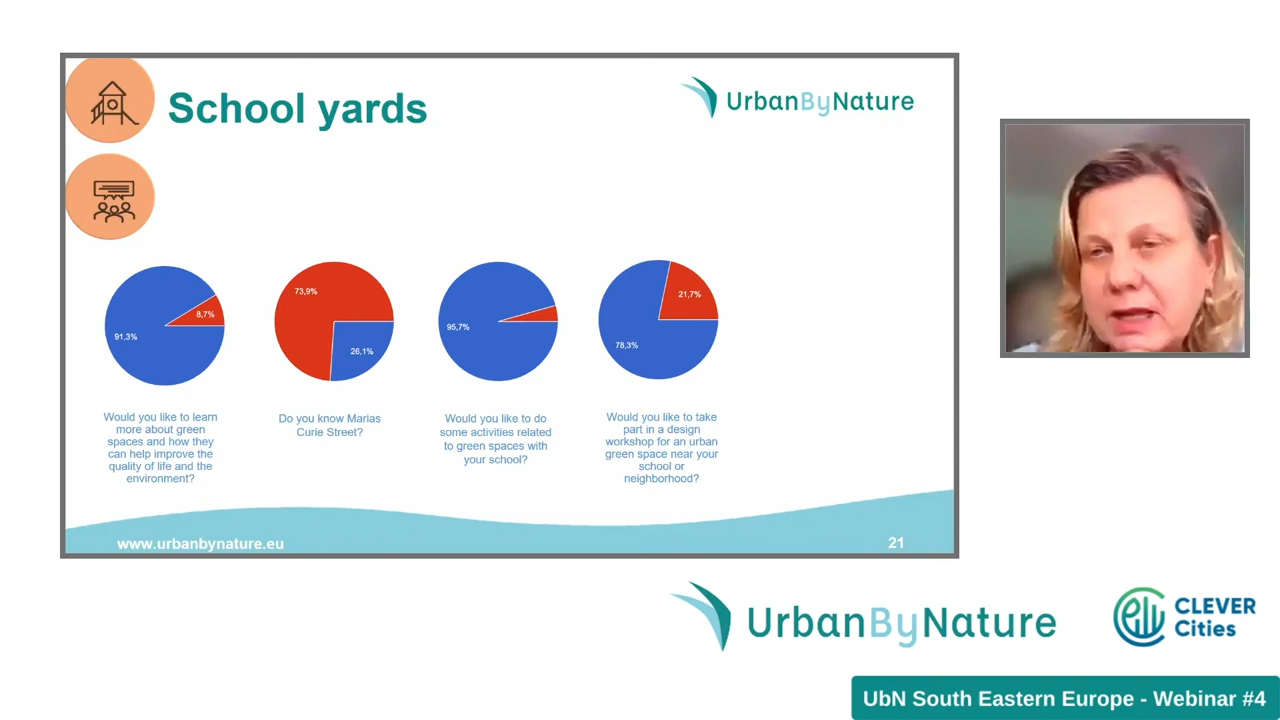 School yards
UrbanByNature
91,3%
8,7%
73,9%
26,1%
95,7%
78,3%
21,7%
Would you like to learn
more about green
spaces and how they
can help improve the
quality of life and the
environment?
Do you know Marias
Curie Street?
Would you like to do
some activities related
to green spaces with
your school?
Would you like to take
part in a design
workshop for an urban
green space near your
school or
neighborhood?
www.urbanbynature.eu
21
UrbanByNature
CLEVER
Cities
UbN South Eastern Europe - Webinar #4